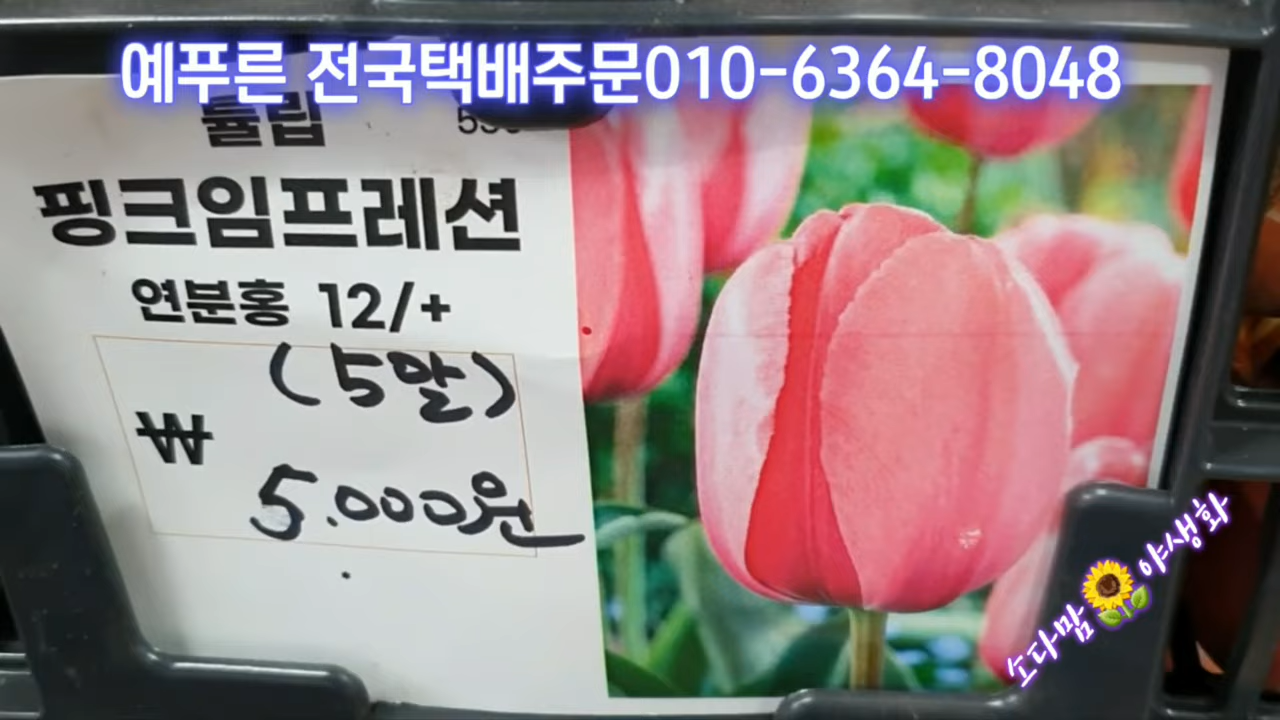 예푸른 전국택배주문010-6364-8048
튤립
핑크임프레션
연분홍 12/+
(5알)
₩
5.000원
소다맘🌻야생화